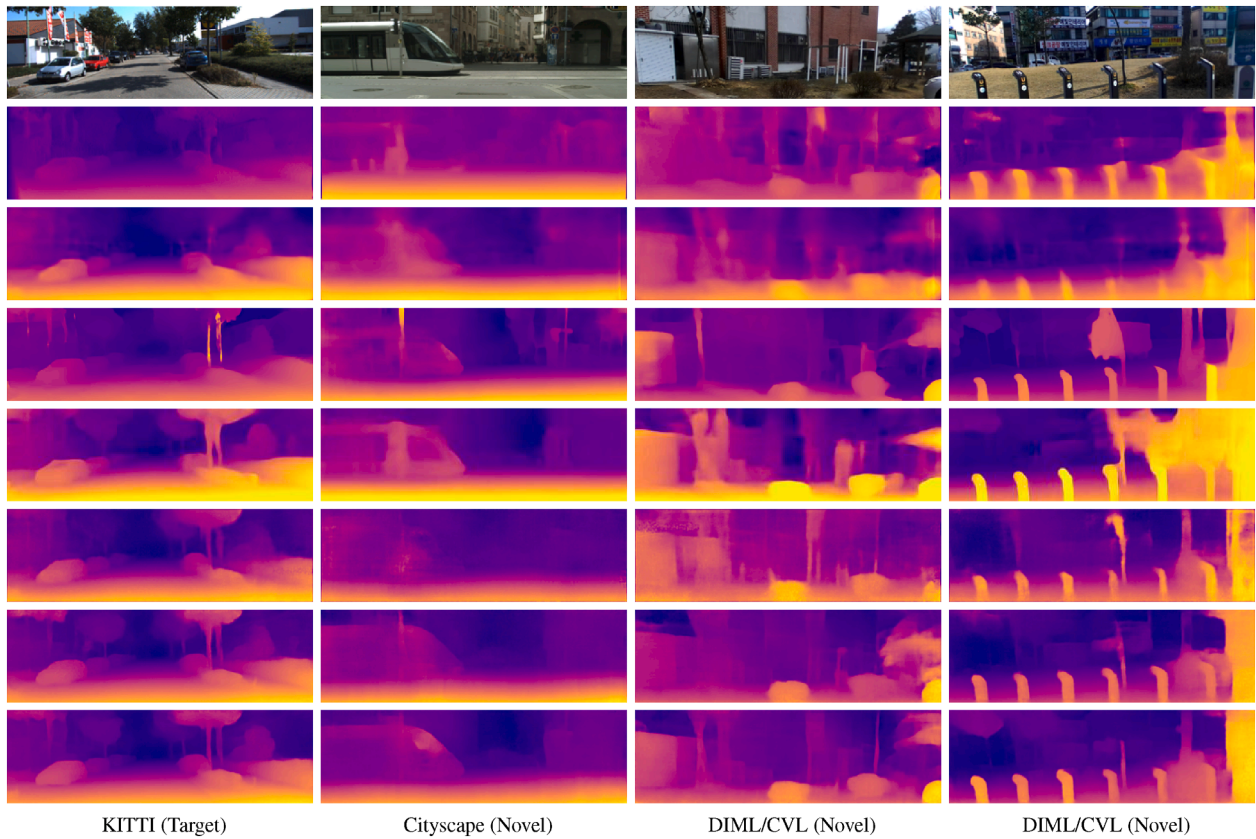 KITTI (Target)
Cityscape (Novel)
DIML/CVL (Novel)
DIML/CVL (Novel)